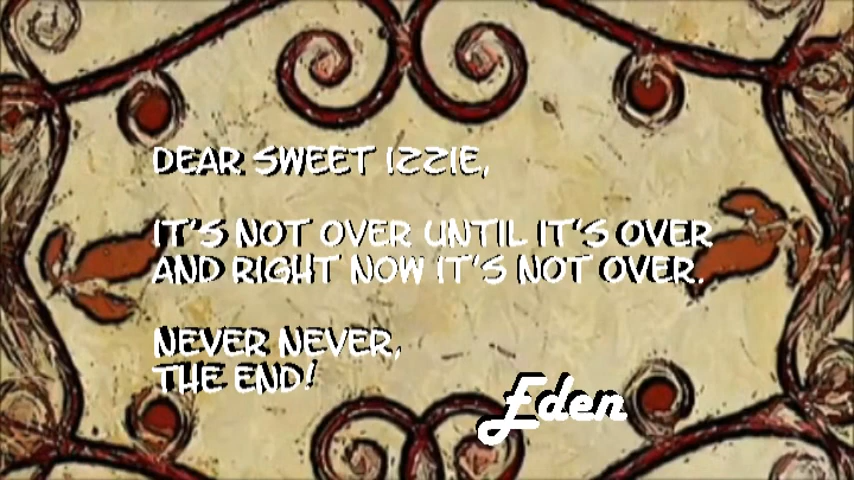 DEAR SWEET IZZIE,
IT'S NOT OVER UNTIL IT'S OVER
AND RIGHT NOW IT'S NOT OVER.
NEVER NEVER,
THE END!
Eden